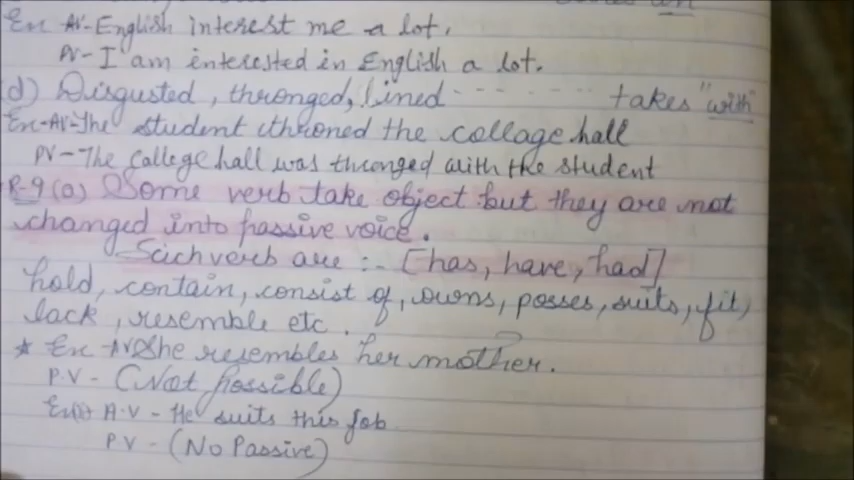 Ex AV-English interest me a lot.
PV-I am interested in English a lot.
(d) Disgusted, thronged, lined ---------- takes "with"
Ex-AV-The student throned the collage hall
PV-The College hall was thronged with the student
R-9 (a) Some verb take object but they are not
changed into passive voice.
Such verb are :- [has, have, had]
hold, contain, consist of, owns, posses, suits, fit,
lack, resemble etc.
* Ex AV She resembles her mother.
P.V - (Not possible)
A.V - He suits this job
P.V - (No Passive)